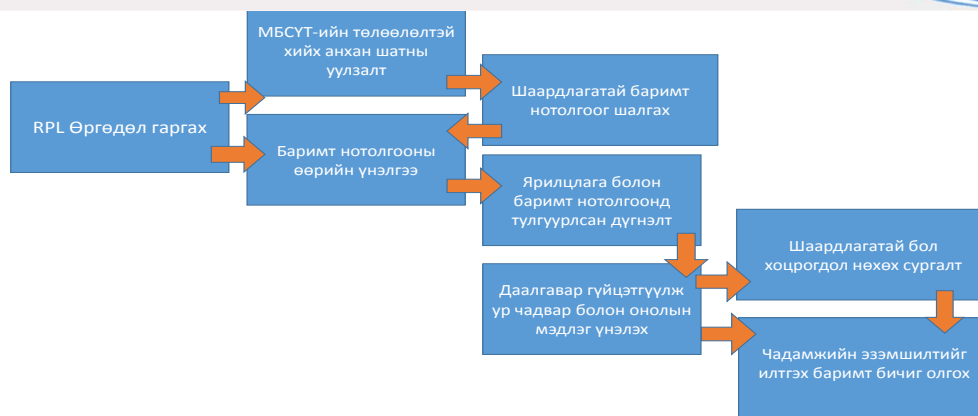 RPL Өргөдөл гаргах
МБСҮТ-ийн төлөөлөлтэй
хийх анхан шатны
уулзалт
Шаардлагатай баримт
нотолгоог шалгах
Баримт нотолгооны
өөрийн үнэлгээ
Ярилцлага болон
баримт нотолгоонд
тулгуурлсан дүгнэлт
Даалгавар гүйцэтгүүлж
ур чадвар болон онолын
мэдлэг үнэлэх
Шаардлагатай бол
хоцрогдол нөхөх сургалт
Чадамжийн эзэмшилтийг
илтгэх баримт бичиг олгох